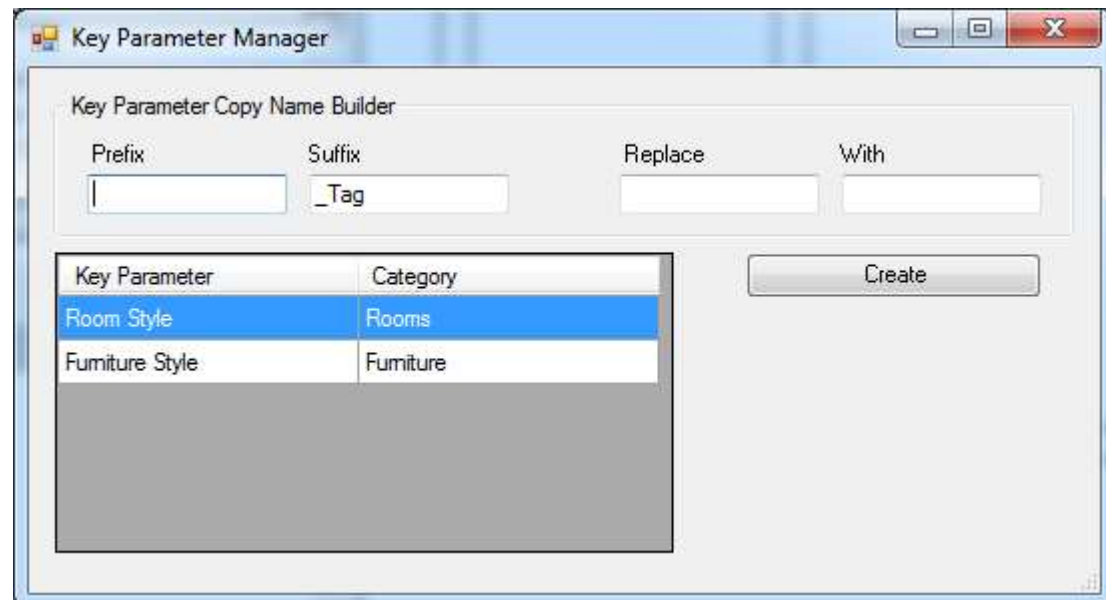 Key Parameter Manager
Key Parameter Copy Name Builder
Prefix Suffix Replace With
_Tag
Key Parameter Category
Create
Room Style Rooms
Furniture Style Furniture